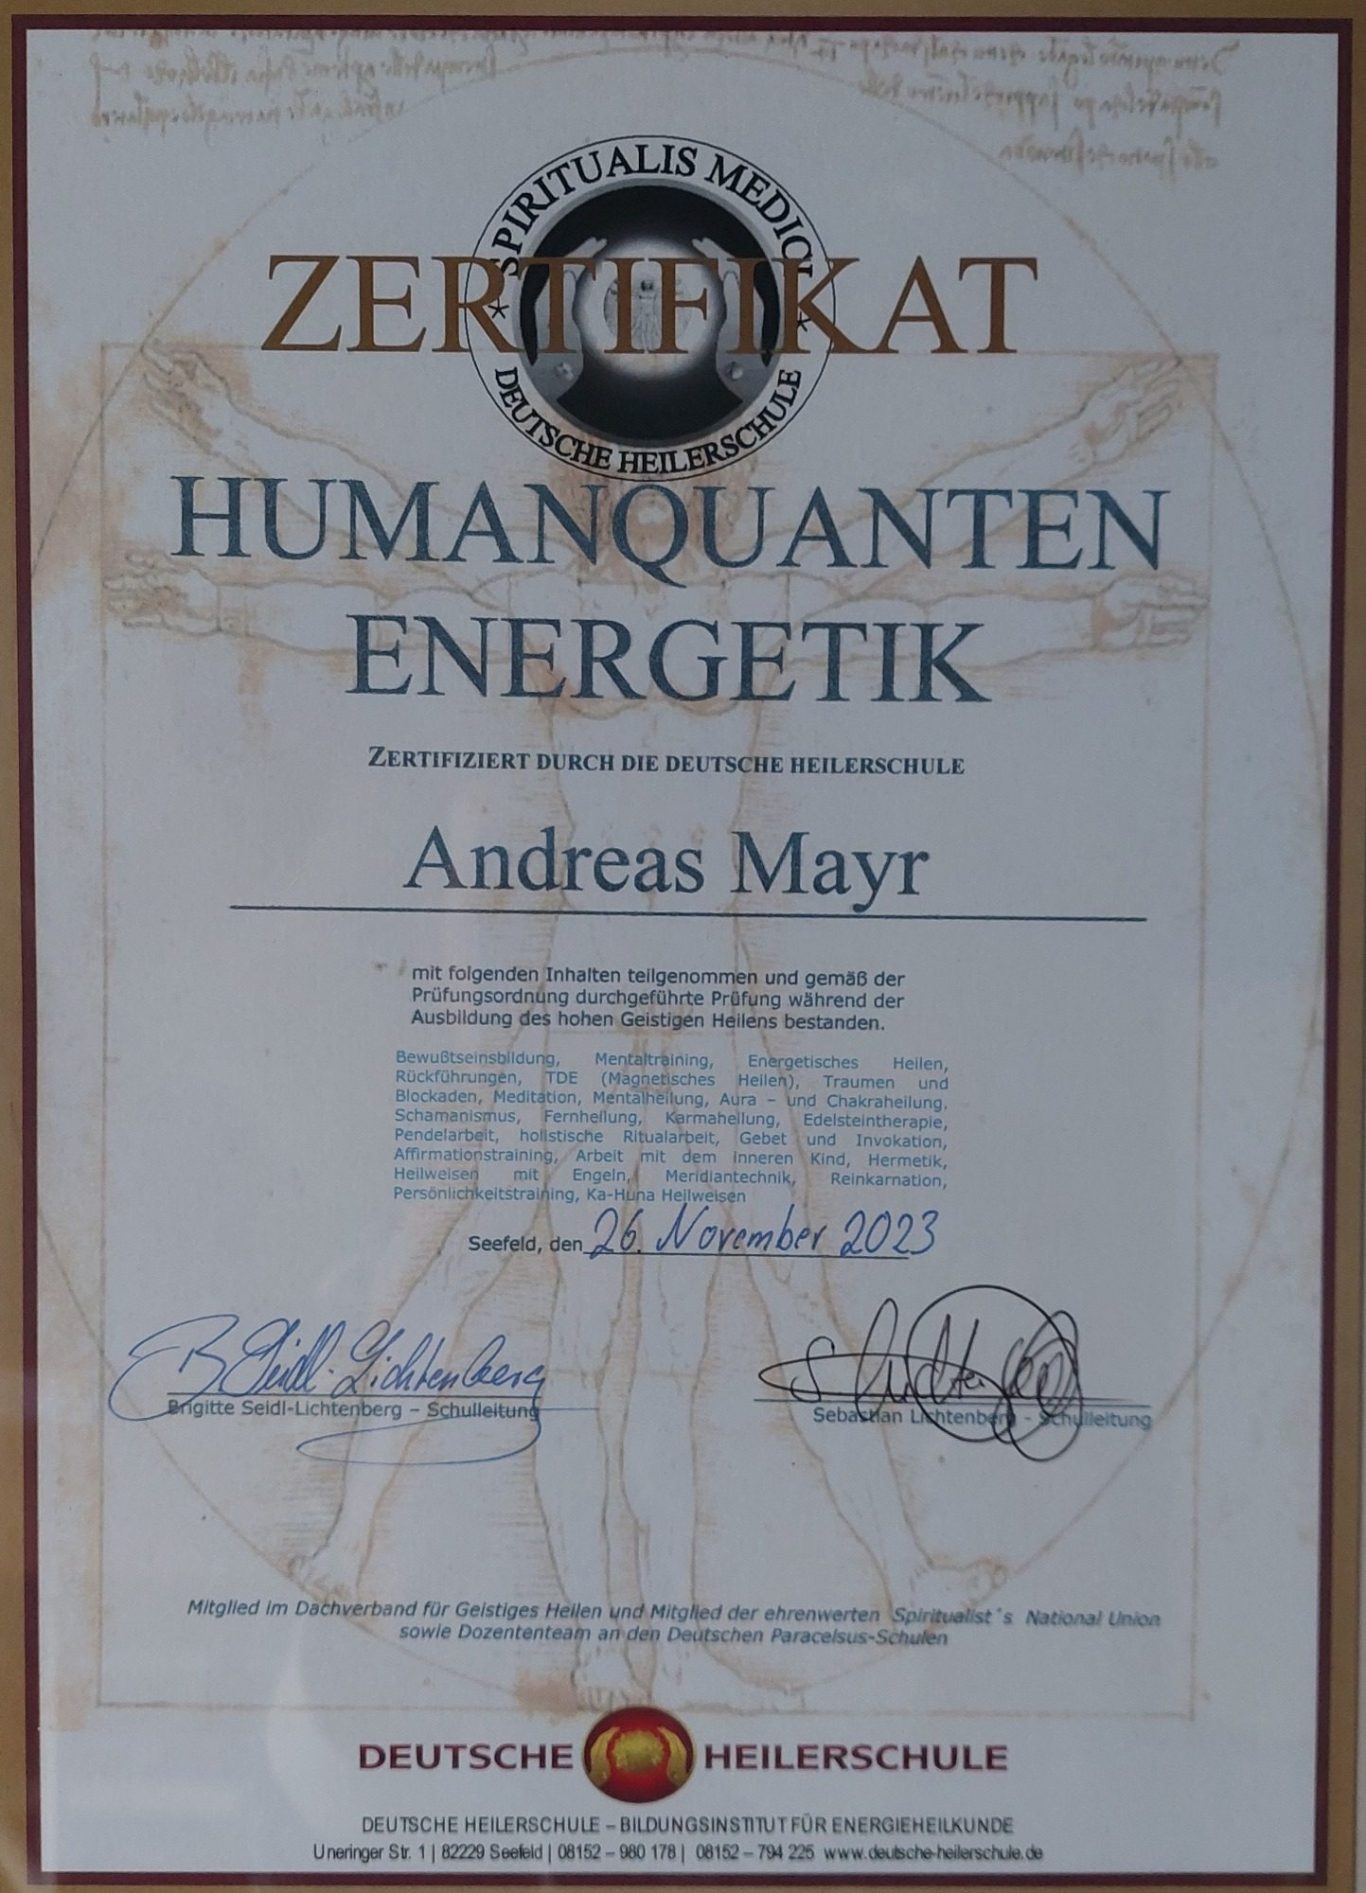 SPIRITUALIS MEDICI
ZERTIFIKAT
DEUTSCHE HEILERSCHULE
HUMANQUANTEN
ENERGETIK
ZERTIFIZIERT DURCH DIE DEUTSCHE HEILERSCHULE
Andreas Mayr
mit folgenden Inhalten teilgenommen und gemäß der
Prüfungsordnung durchgeführte Prüfung während der
Ausbildung des hohen Geistigen Heilens bestanden.
Bewußtseinsbildung, Mentaltraining, Energetisches Heilen,
Rückführungen, TDE (Magnetisches Heilen), Traumen und
Blockaden, Meditation, Mentalheilung, Aura – und Chakraheilung,
Schamanismus, Fernheilung, Karmaheilung, Edelsteintherapie,
Pendelarbeit, holistische Ritualarbeit, Gebet und Invokation,
Affirmationstraining, Arbeit mit dem inneren Kind, Hermetik,
Heilweisen mit Engeln, Meridiantechnik, Reinkarnation,
Persönlichkeitstraining, Ka-Huna Heilweisen
Seefeld, den 26. November 2023
B Seidl-Lichtenberg
Brigitte Seidl-Lichtenberg – Schulleitung
Sebastian Lichtenberg - Schulleitung
Mitglied im Dachverband für Geistiges Heilen und Mitglied der ehrenwerten Spiritualist´s National Union
sowie Dozententeam an den Deutschen Paracelsus-Schulen
DEUTSCHE HEILERSCHULE
DEUTSCHE HEILERSCHULE – BILDUNGSINSTITUT FÜR ENERGIEHEILKUNDE
Uneringer Str. 1 | 82229 Seefeld | 08152 – 980 178 | 08152 – 794 225 www.deutsche-heilerschule.de